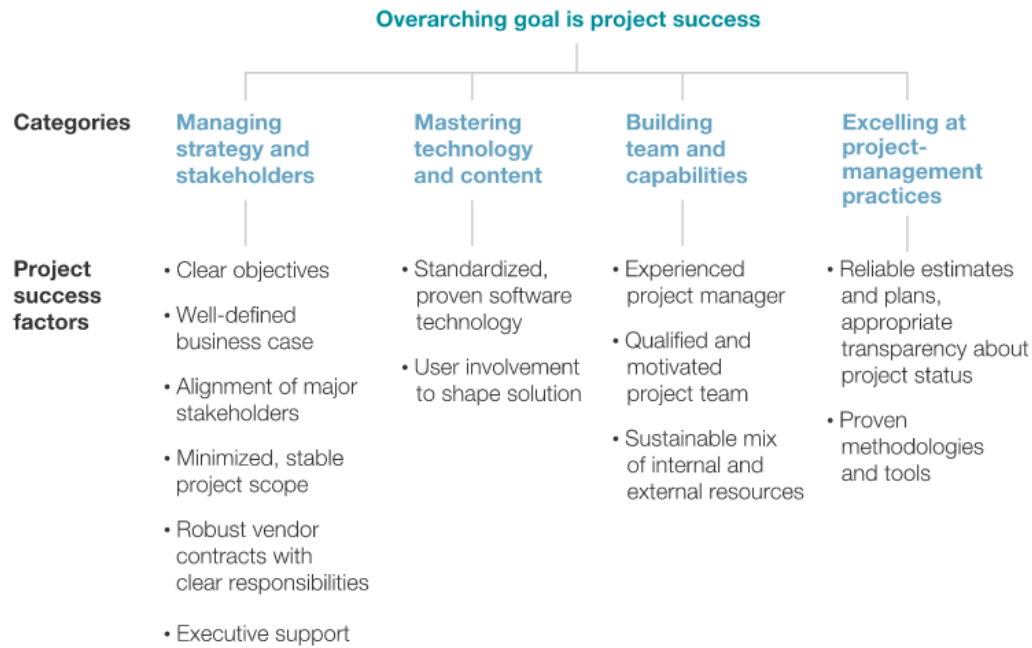 Overarching goal is project success
Categories
Managing
strategy and
stakeholders
Mastering
technology
and content
Building
team and
capabilities
Excelling at
project-
management
practices
Project
success
factors
• Clear objectives
• Well-defined
business case
• Alignment of major
stakeholders
• Minimized, stable
project scope
• Robust vendor
contracts with
clear responsibilities
• Executive support
• Standardized,
proven software
technology
• User involvement
to shape solution
• Experienced
project manager
• Qualified and
motivated
project team
• Sustainable mix
of internal and
external resources
• Reliable estimates
and plans,
appropriate
transparency about
project status
• Proven
methodologies
and tools